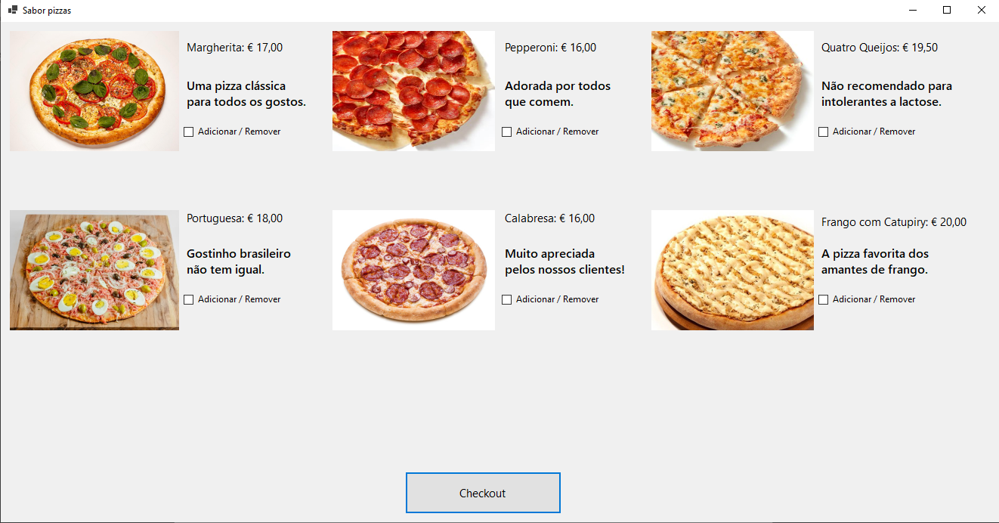 Sabor pizzas
Margherita: € 17,00
Uma pizza clássica
para todos os gostos.
Adicionar / Remover
Pepperoni: € 16,00
Adorada por todos
que comem.
Adicionar / Remover
Quatro Queijos: € 19,50
Não recomendado para
intolerantes a lactose.
Adicionar / Remover
Portuguesa: € 18,00
Gostinho brasileiro
não tem igual.
Adicionar / Remover
Calabresa: € 16,00
Muito apreciada
pelos nossos clientes!
Adicionar / Remover
Frango com Catupiry: € 20,00
A pizza favorita dos
amantes de frango.
Adicionar / Remover
Checkout